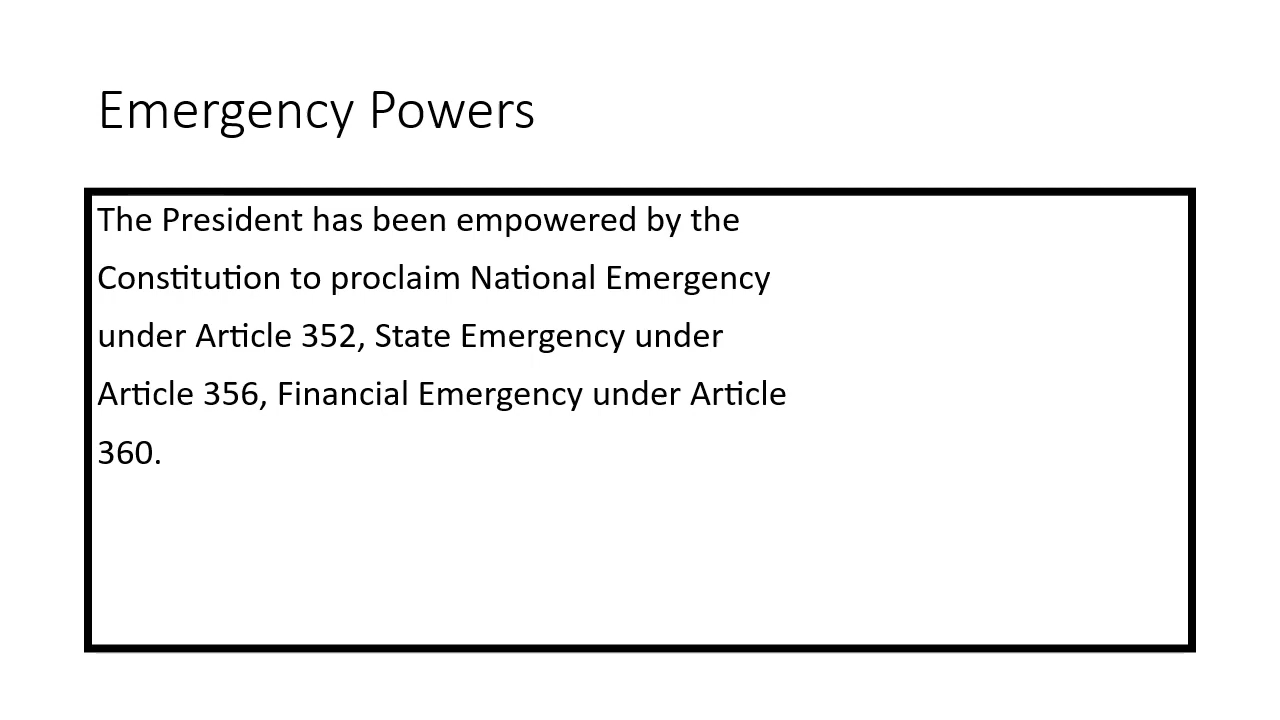 Emergency Powers
The President has been empowered by the
Constitution to proclaim National Emergency
under Article 352, State Emergency under
Article 356, Financial Emergency under Article
360.